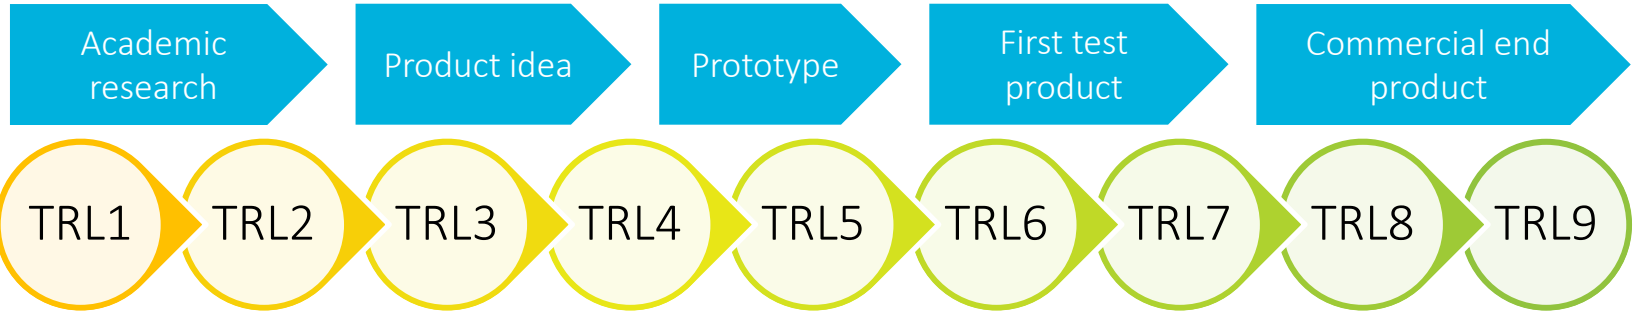 Academic
research
Product idea
Prototype
First test
product
Commercial end
product
TRL1
TRL2
TRL3
TRL4
TRL5
TRL6
TRL7
TRL8
TRL9